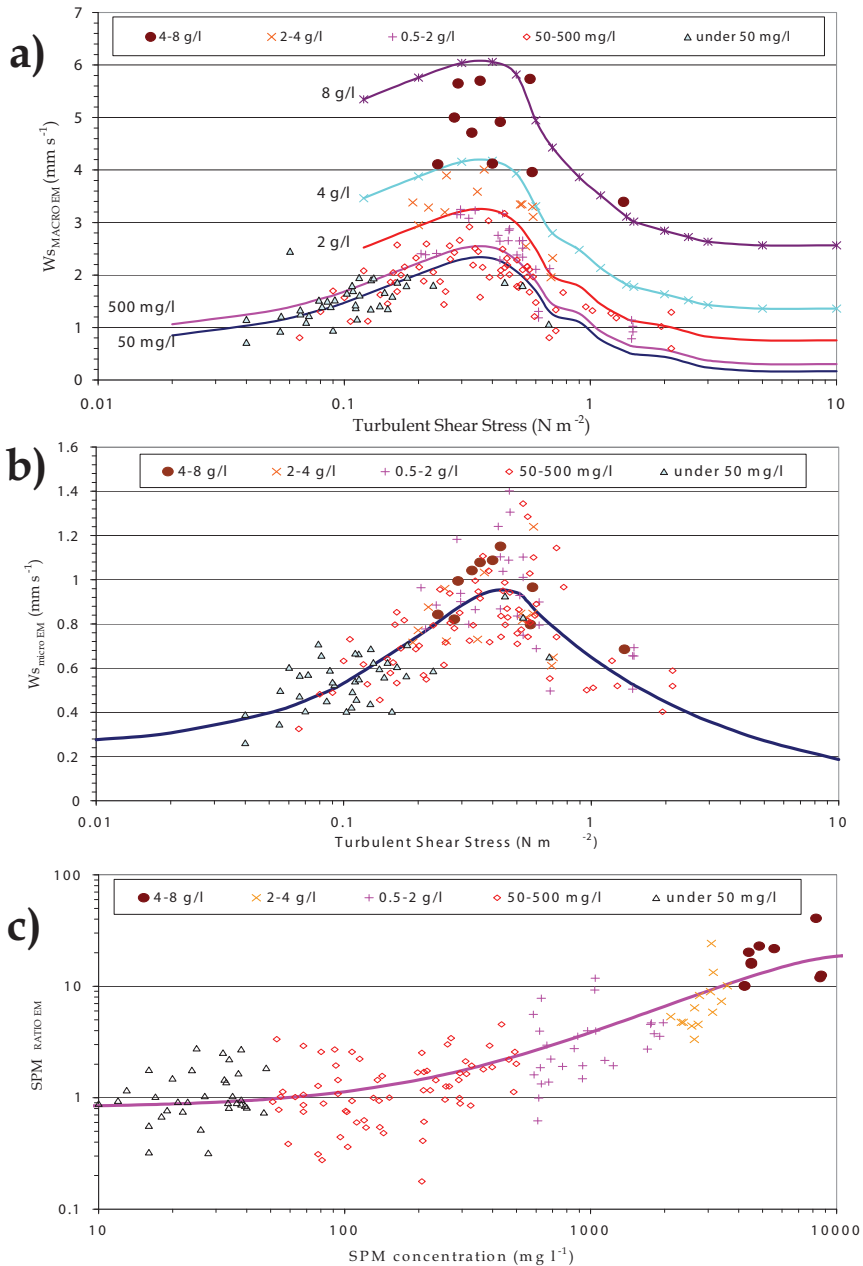 a)
7
6
5
4
3
2
1
0
Ws MACRO EM (mm s-1)
4-8 g/l 2-4 g/l 0.5-2 g/l 50-500 mg/l under 50 mg/l
8 g/l
4 g/l
2 g/l
500 mg/l
50 mg/l
0.01 0.1 1 10
Turbulent Shear Stress (N m-2)
b)
1.6
1.4
1.2
1
0.8
0.6
0.4
0.2
0
Ws micro EM (mm s-1)
4-8 g/l 2-4 g/l 0.5-2 g/l 50-500 mg/l under 50 mg/l
0.01 0.1 1 10
Turbulent Shear Stress (N m -2)
c)
100
10
1
0.1
SPM RATIO EM
4-8 g/l 2-4 g/l 0.5-2 g/l 50-500 mg/l under 50 mg/l
10 100 1000 10000
SPM concentration (mg l-1)